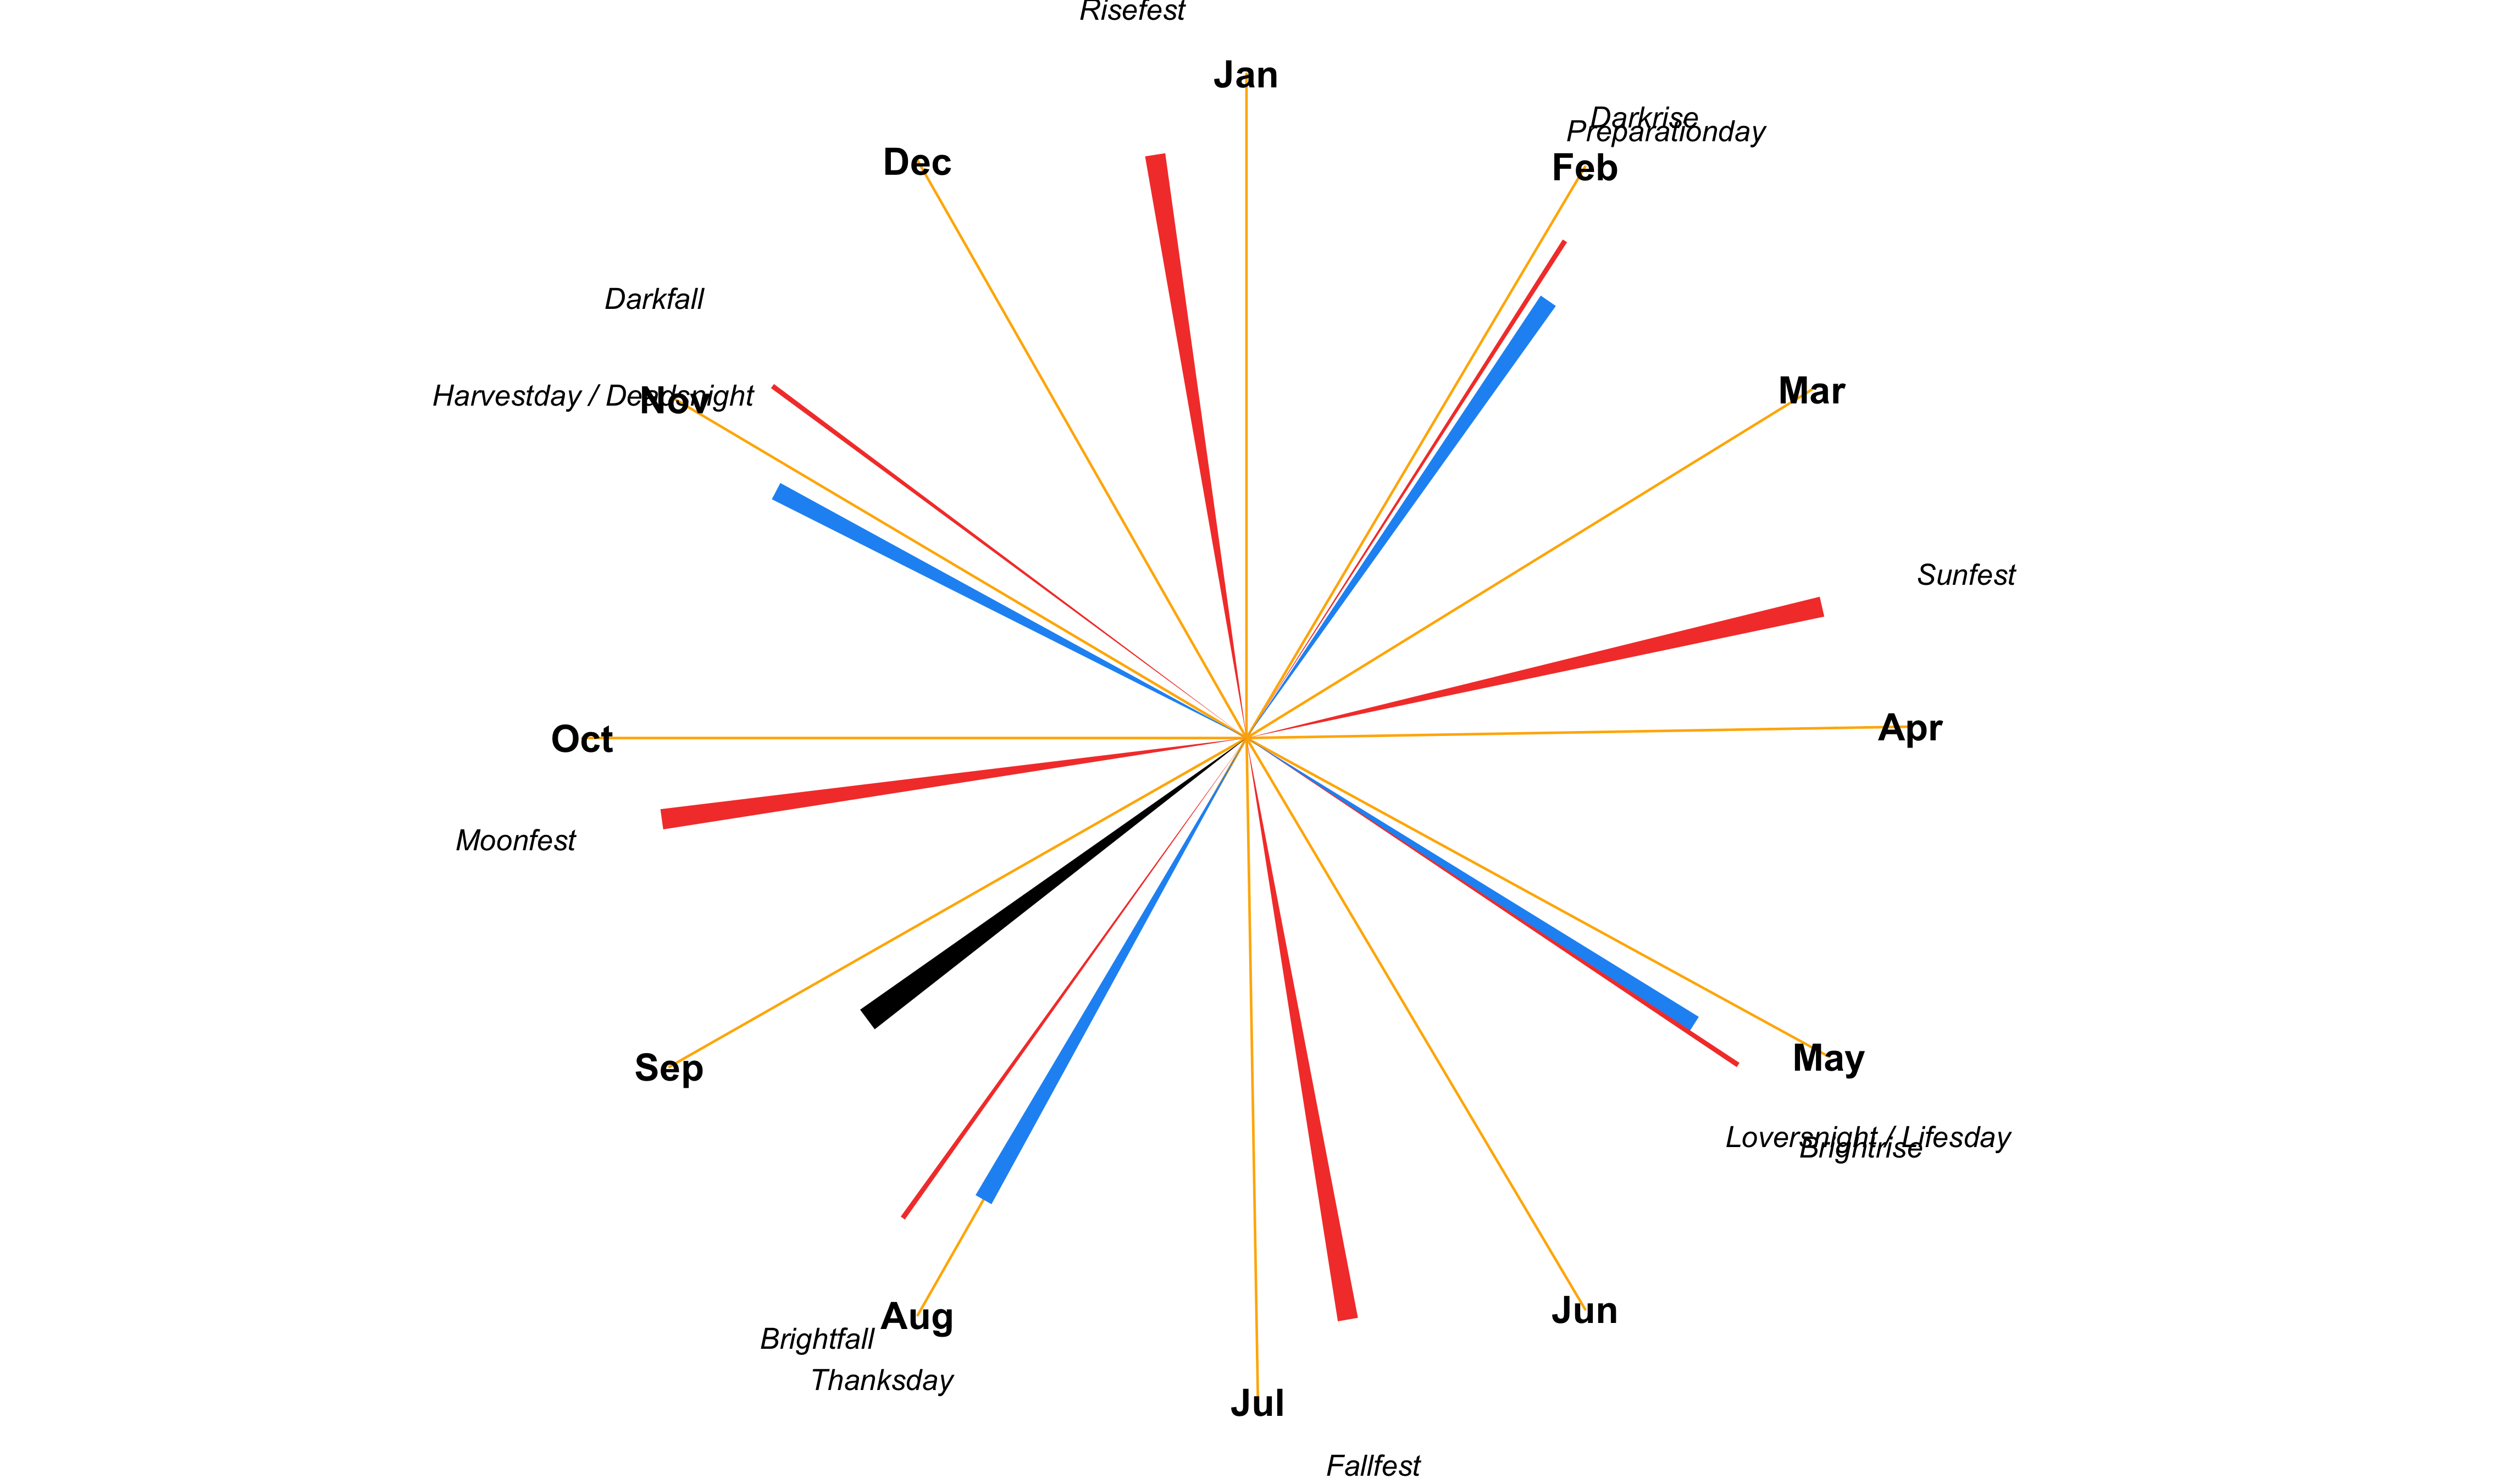 Risefest
Jan
Darkrise
Preparationday
Dec
Feb
Darkfall
Mar
Harvestday / Deadsnight
Nov
Sunfest
Apr
Oct
Moonfest
May
Sep
Loversnight / Lifesday
Brightrise
Jun
Aug
Brightfall
Thanksday
Jul
Fallfest